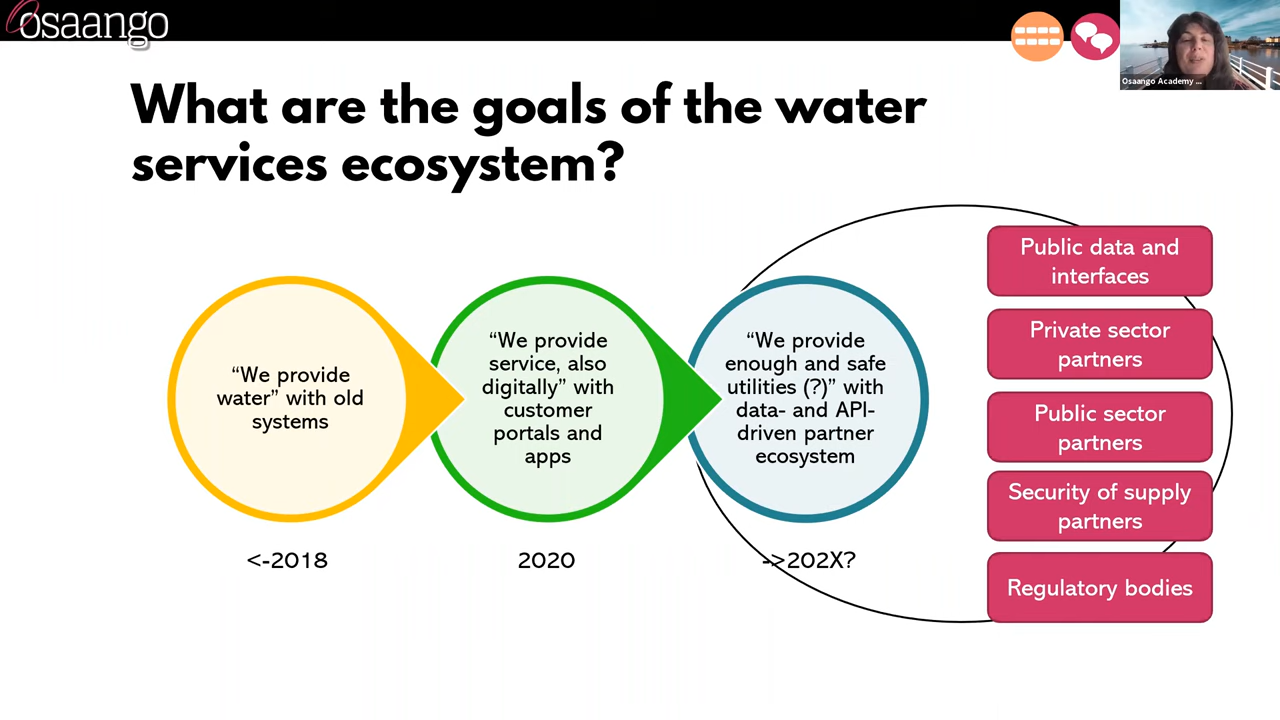 osaango
Osaango Academy ...
What are the goals of the water
services ecosystem?
“We provide
water” with old
systems
<-2018
“We provide
service, also
digitally” with
customer
portals and
apps
2020
“We provide
enough and safe
utilities (?)” with
data- and API-
driven partner
ecosystem
->202X?
Public data and
interfaces
Private sector
partners
Public sector
partners
Security of supply
partners
Regulatory bodies